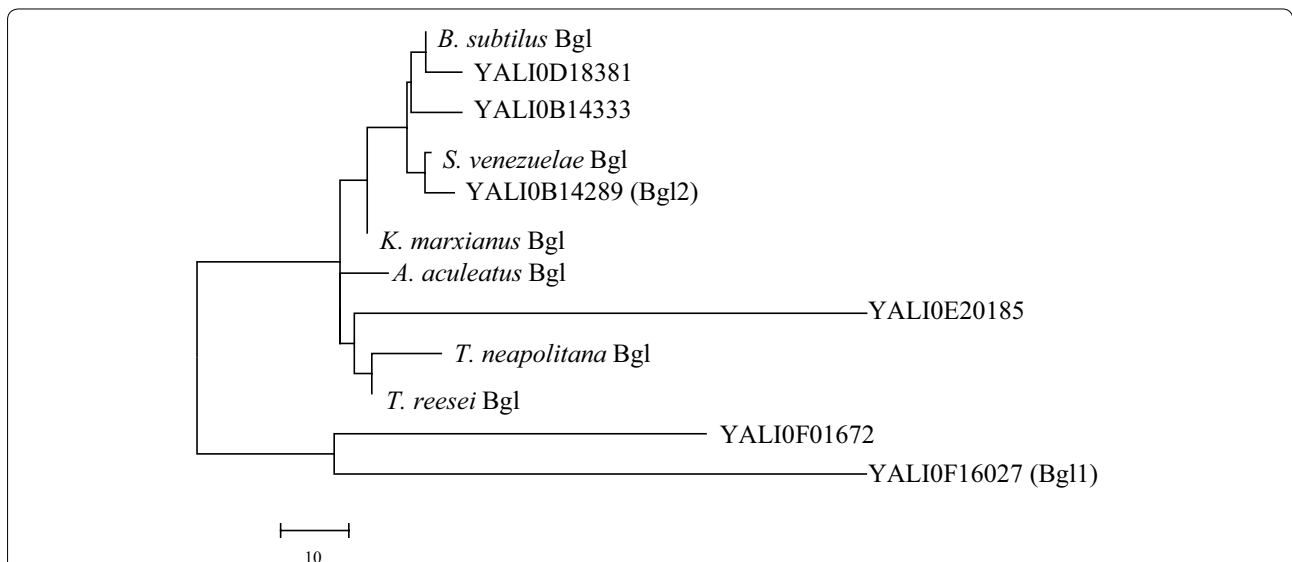 B. subtilus Bgl
YALI0D18381
YALI0B14333
S. venezuelae Bgl
YALI0B14289 (Bgl2)
K. marxianus Bgl
A. aculeatus Bgl
YALI0E20185
T. neapolitana Bgl
T. reesei Bgl
YALI0F01672
YALI0F16027 (Bgl1)
10